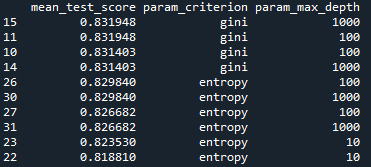 mean_test_score param_criterion param_max_depth
15 0.831948 gini 1000
11 0.831948 gini 100
10 0.831403 gini 100
14 0.831403 gini 1000
26 0.829840 entropy 100
30 0.829840 entropy 1000
27 0.826682 entropy 100
31 0.826682 entropy 1000
23 0.823530 entropy 10
22 0.818810 entropy 10